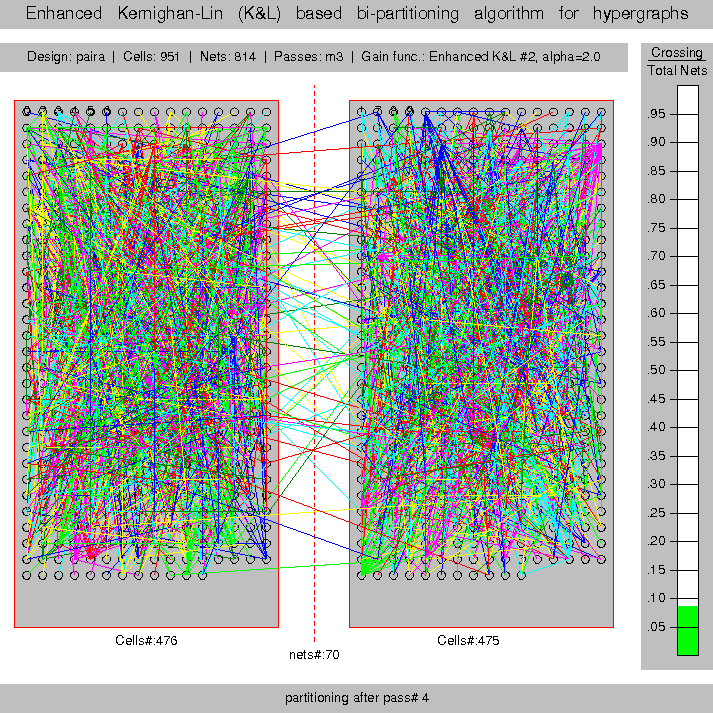 Enhanced Kernighan-Lin (K&L) based bi-partitioning algorithm for hypergraphs
Design: paira | Cells: 951 | Nets: 814 | Passes: m3 | Gain func.: Enhanced K&L #2, alpha=2.0
Crossing
Total Nets
.95
.90
.85
.80
.75
.70
.65
.60
.55
.50
.45
.40
.35
.30
.25
.20
.15
.10
.05
Cells#:476
Cells#:475
nets#:70
partitioning after pass# 4